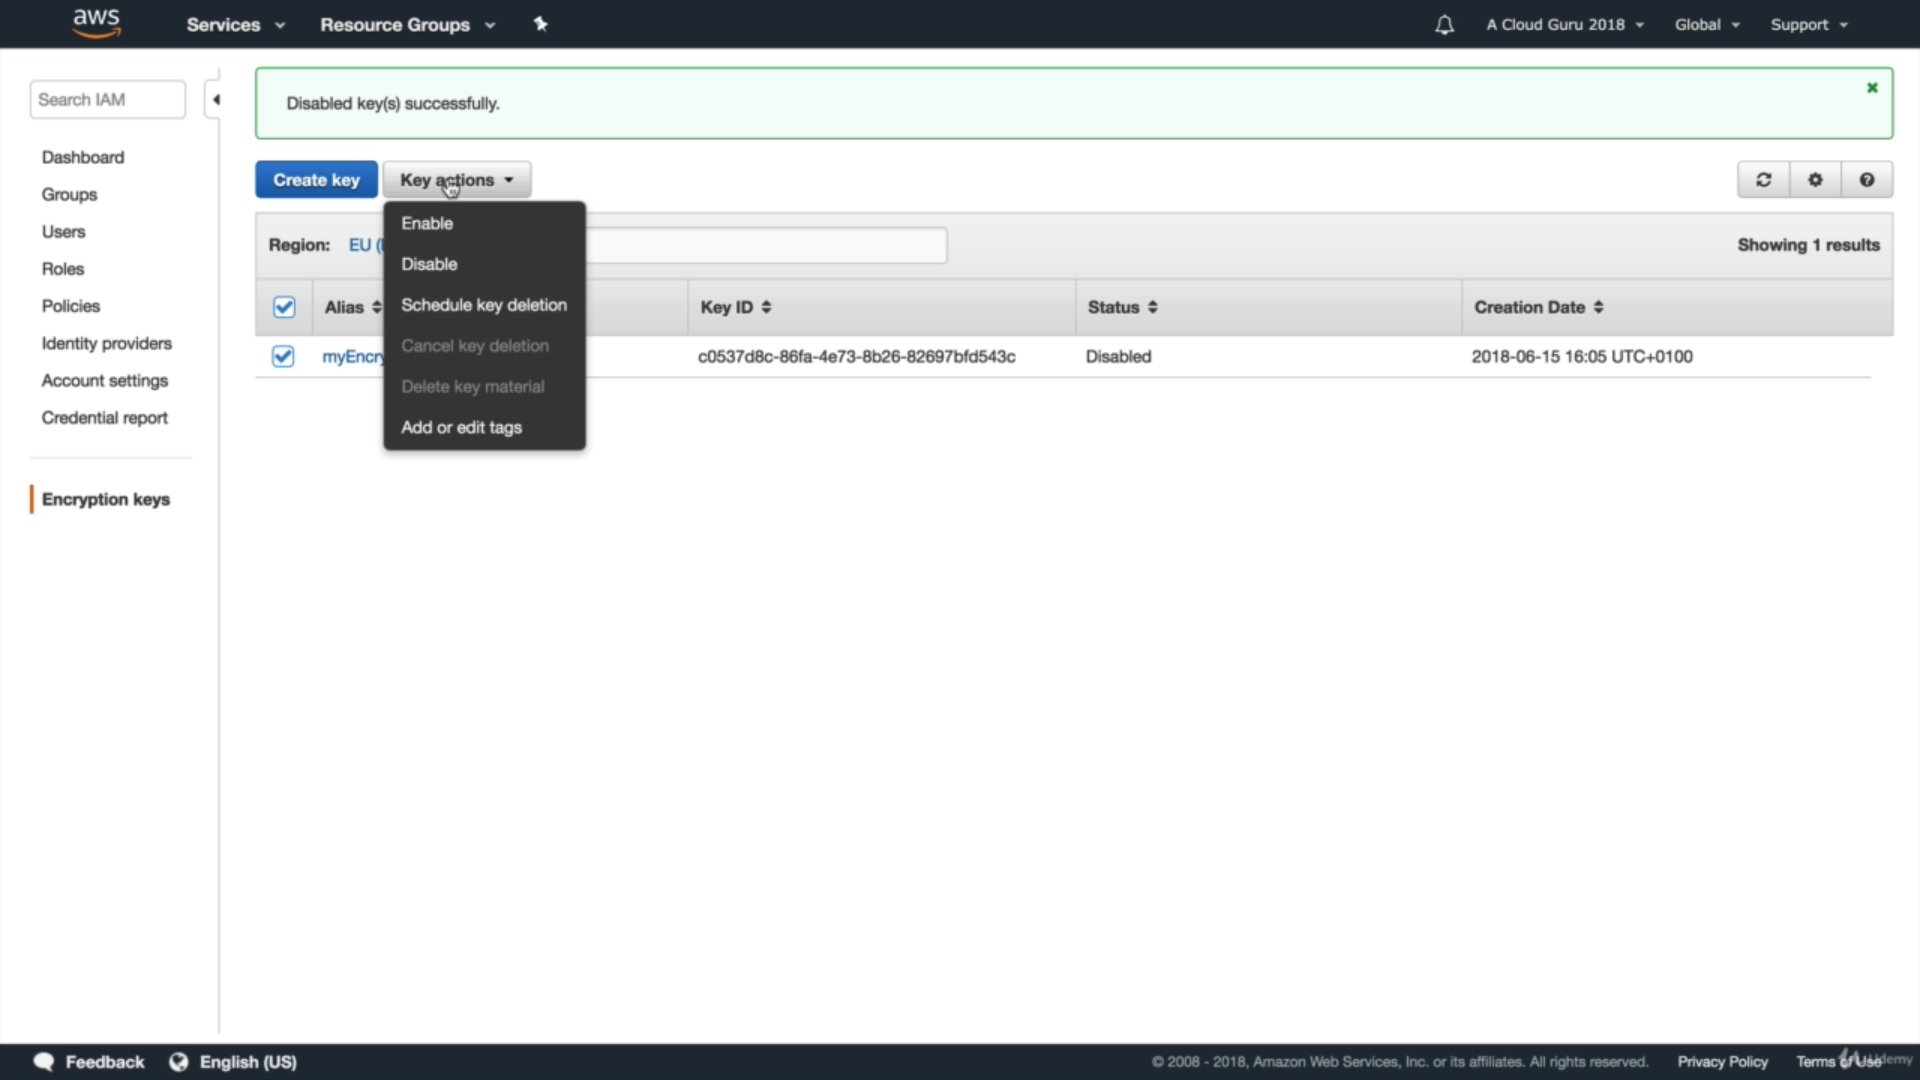 aws Services Resource Groups A Cloud Guru 2018 Global Support
Search IAM
Dashboard
Groups
Users
Roles
Policies
Identity providers
Account settings
Credential report
Encryption keys
Disabled key(s) successfully.
Create key Key actions
Enable
Disable
Schedule key deletion
Cancel key deletion
Delete key material
Add or edit tags
Region: EU (
Showing 1 results
Alias Key ID Status Creation Date
myEncry c0537d8c-86fa-4e73-8b26-82697bfd543c Disabled 2018-06-15 16:05 UTC+0100
Feedback English (US) © 2008 - 2018, Amazon Web Services, Inc. or its affiliates. All rights reserved. Privacy Policy Terms of Use